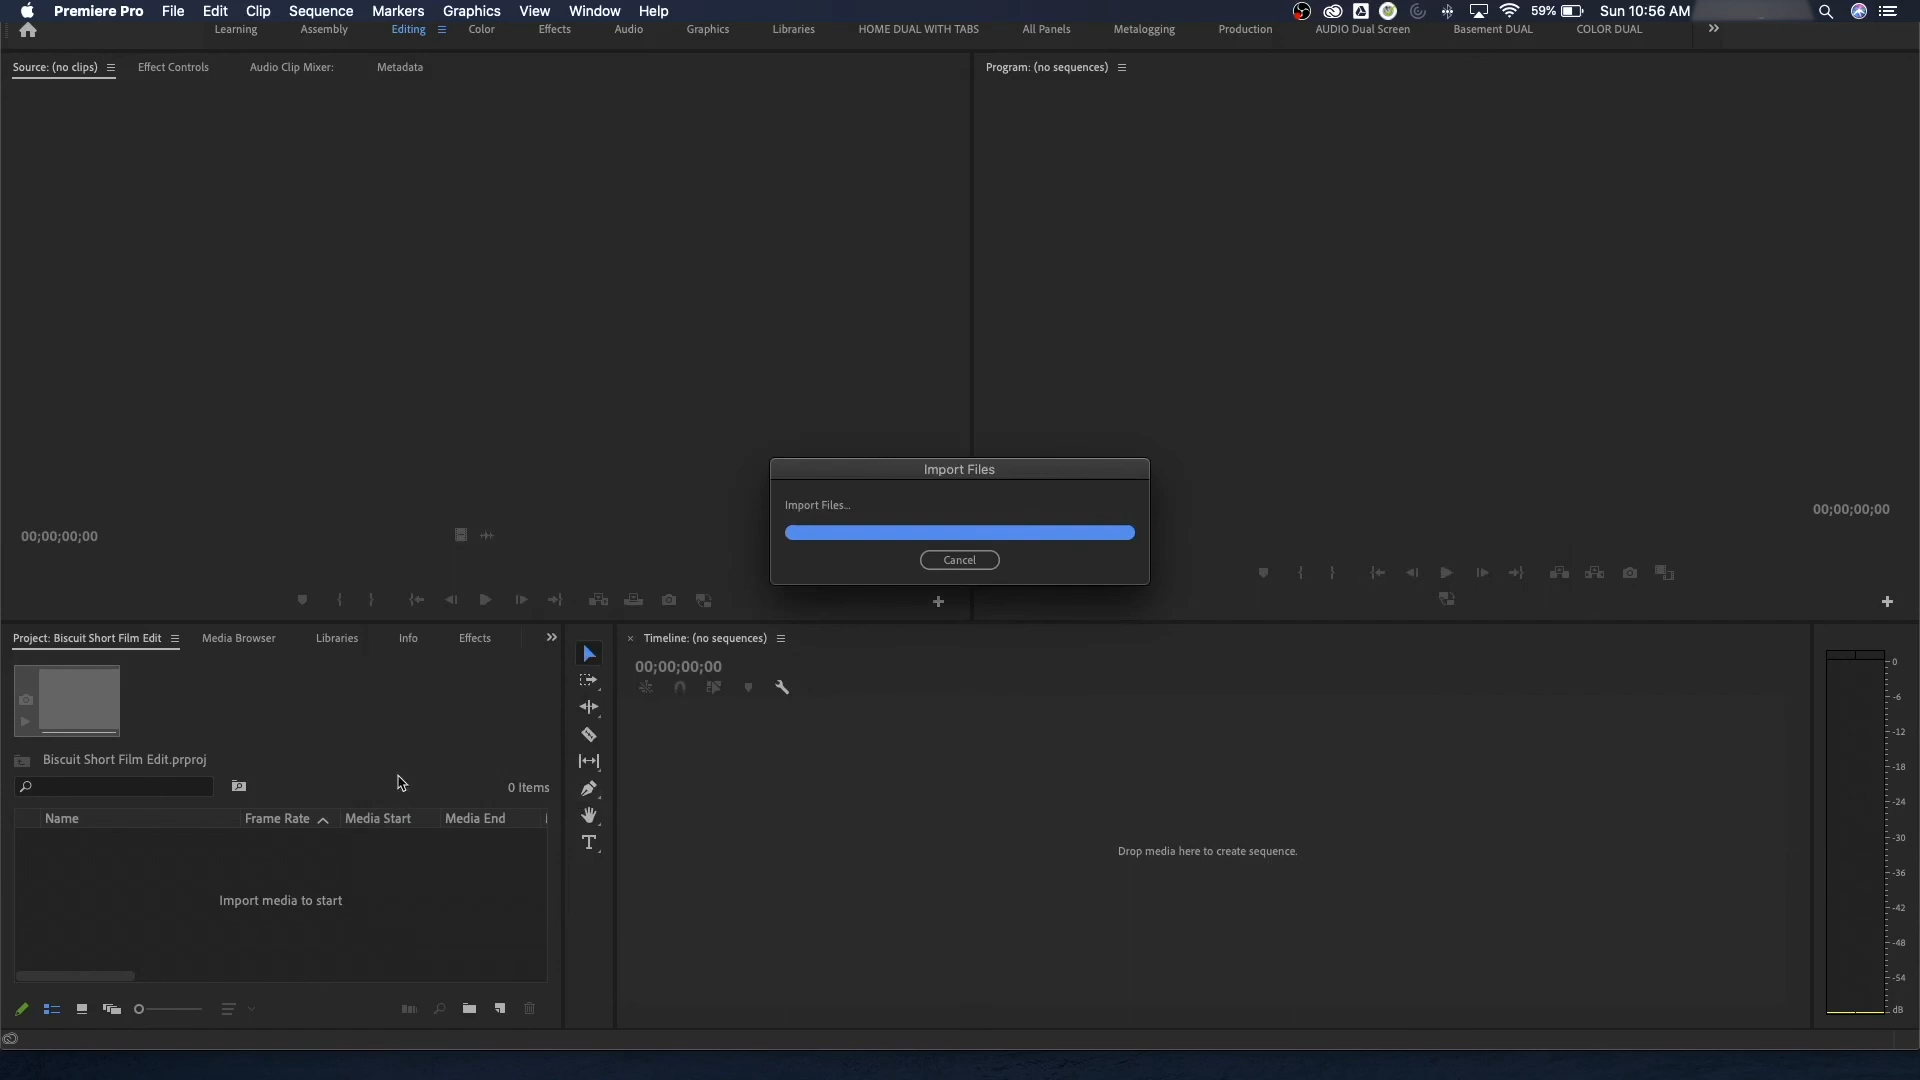 Premiere Pro File Edit Clip Sequence Markers Graphics View Window Help 59% Sun 10:56 AM
Learning Assembly Editing Color Effects Audio Graphics Libraries HOME DUAL WITH TABS All Panels Metalogging Production AUDIO Dual Screen Basement DUAL COLOR DUAL
Source: (no clips) Effect Controls Audio Clip Mixer: Metadata Program: (no sequences)
Import Files
Import Files...
00;00;00;00
00;00;00;00
Cancel
Project: Biscuit Short Film Edit Media Browser Libraries Info Effects
Timeline: (no sequences)
00;00;00;00
Biscuit Short Film Edit.prproj
0 Items
Name Frame Rate Media Start Media End
Import media to start
Drop media here to create sequence.
0
-6
-12
-18
-24
-30
-36
-42
-48
-54
dB